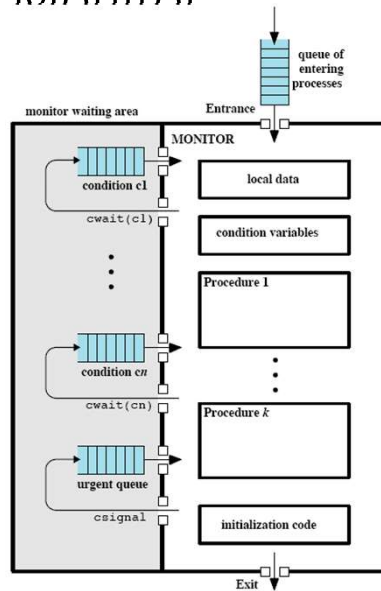 queue of
entering
processes
Entrance
monitor waiting area
MONITOR
condition c1
local data
cwait(c1)
condition variables
Procedure 1
condition cn
cwait(cn)
Procedure k
urgent queue
csignal
initialization code
Exit